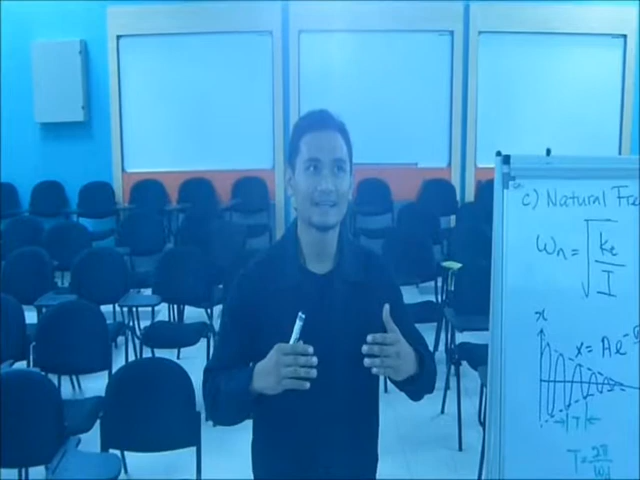 c) Natural Fre
ωn = √(ke/I)
x
x = Ae^-
T
T = 2π/ωd